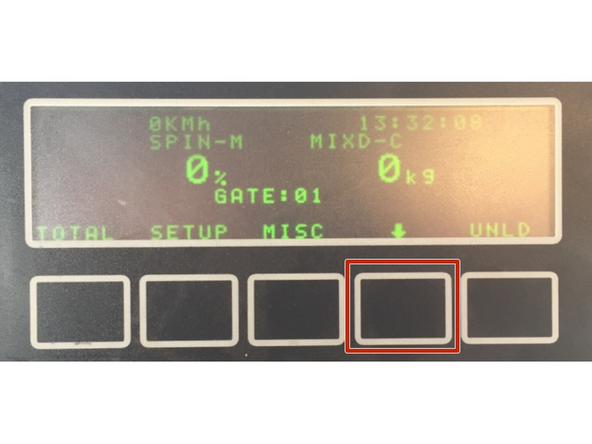 0KMh 13:32:08
SPIN-M MIXD-C
0% 0kg
GATE:01
TOTAL SETUP MISC UNLD